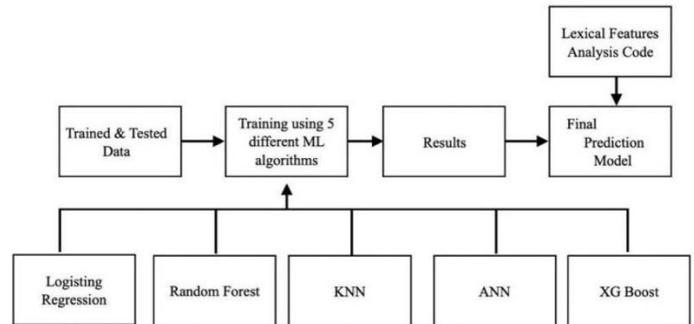 Lexical Features
Analysis Code
Trained & Tested
Data
Training using 5
different ML
algorithms
Results
Final
Prediction
Model
Logisting
Regression
Random Forest
KNN
ANN
XG Boost